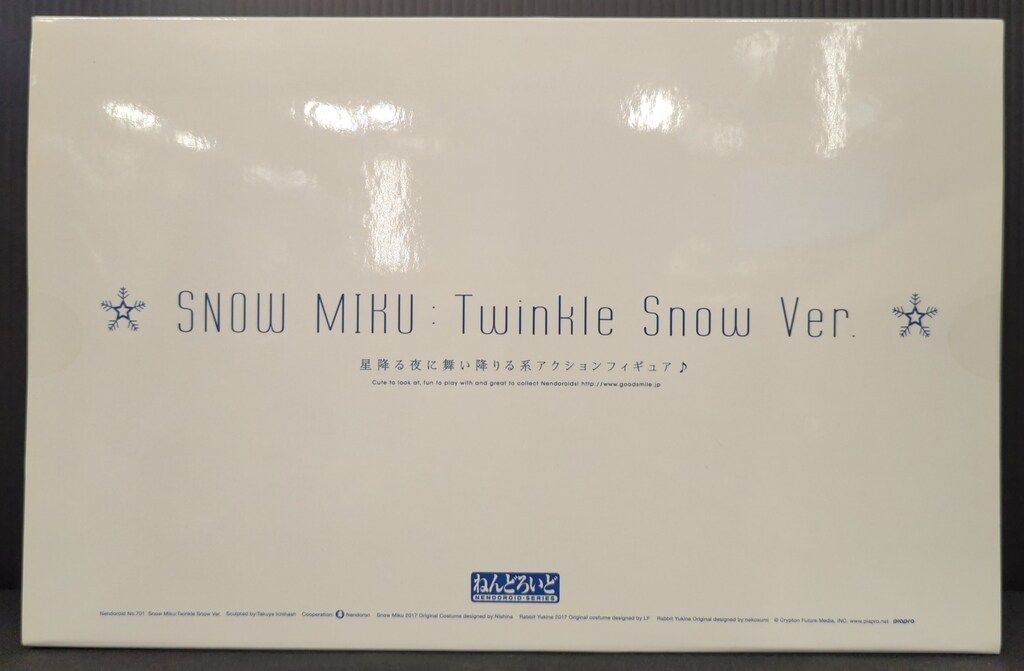 SNOW MIKU : Twinkle Snow Ver.
星降る夜に舞い降りる系アクションフィギュア♪
Cute to look at, fun to play with and great to collect Nendoroids! http://www.goodsmile.jp
ねんどろいど
NENDOROID・SERIES
Nendoroid No.701 Snow Miku:Twinkle Snow Ver. Sculpted by:Takuya Ichihash Cooperation: Nendoron Snow Miku 2017 Original Costume designed by.Nishina Rabbit Yukine 2017 Original costume designed by.LF Rabbit Yukine Original designed by.nekosumi © Crypton Future Media, INC. www.piapro.net piapro